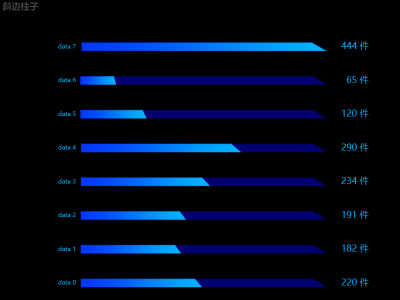 斜边柱子
data 7 444 件
data 6 65 件
data 5 120 件
data 4 290 件
data 3 234 件
data 2 191 件
data 1 182 件
data 0 220 件